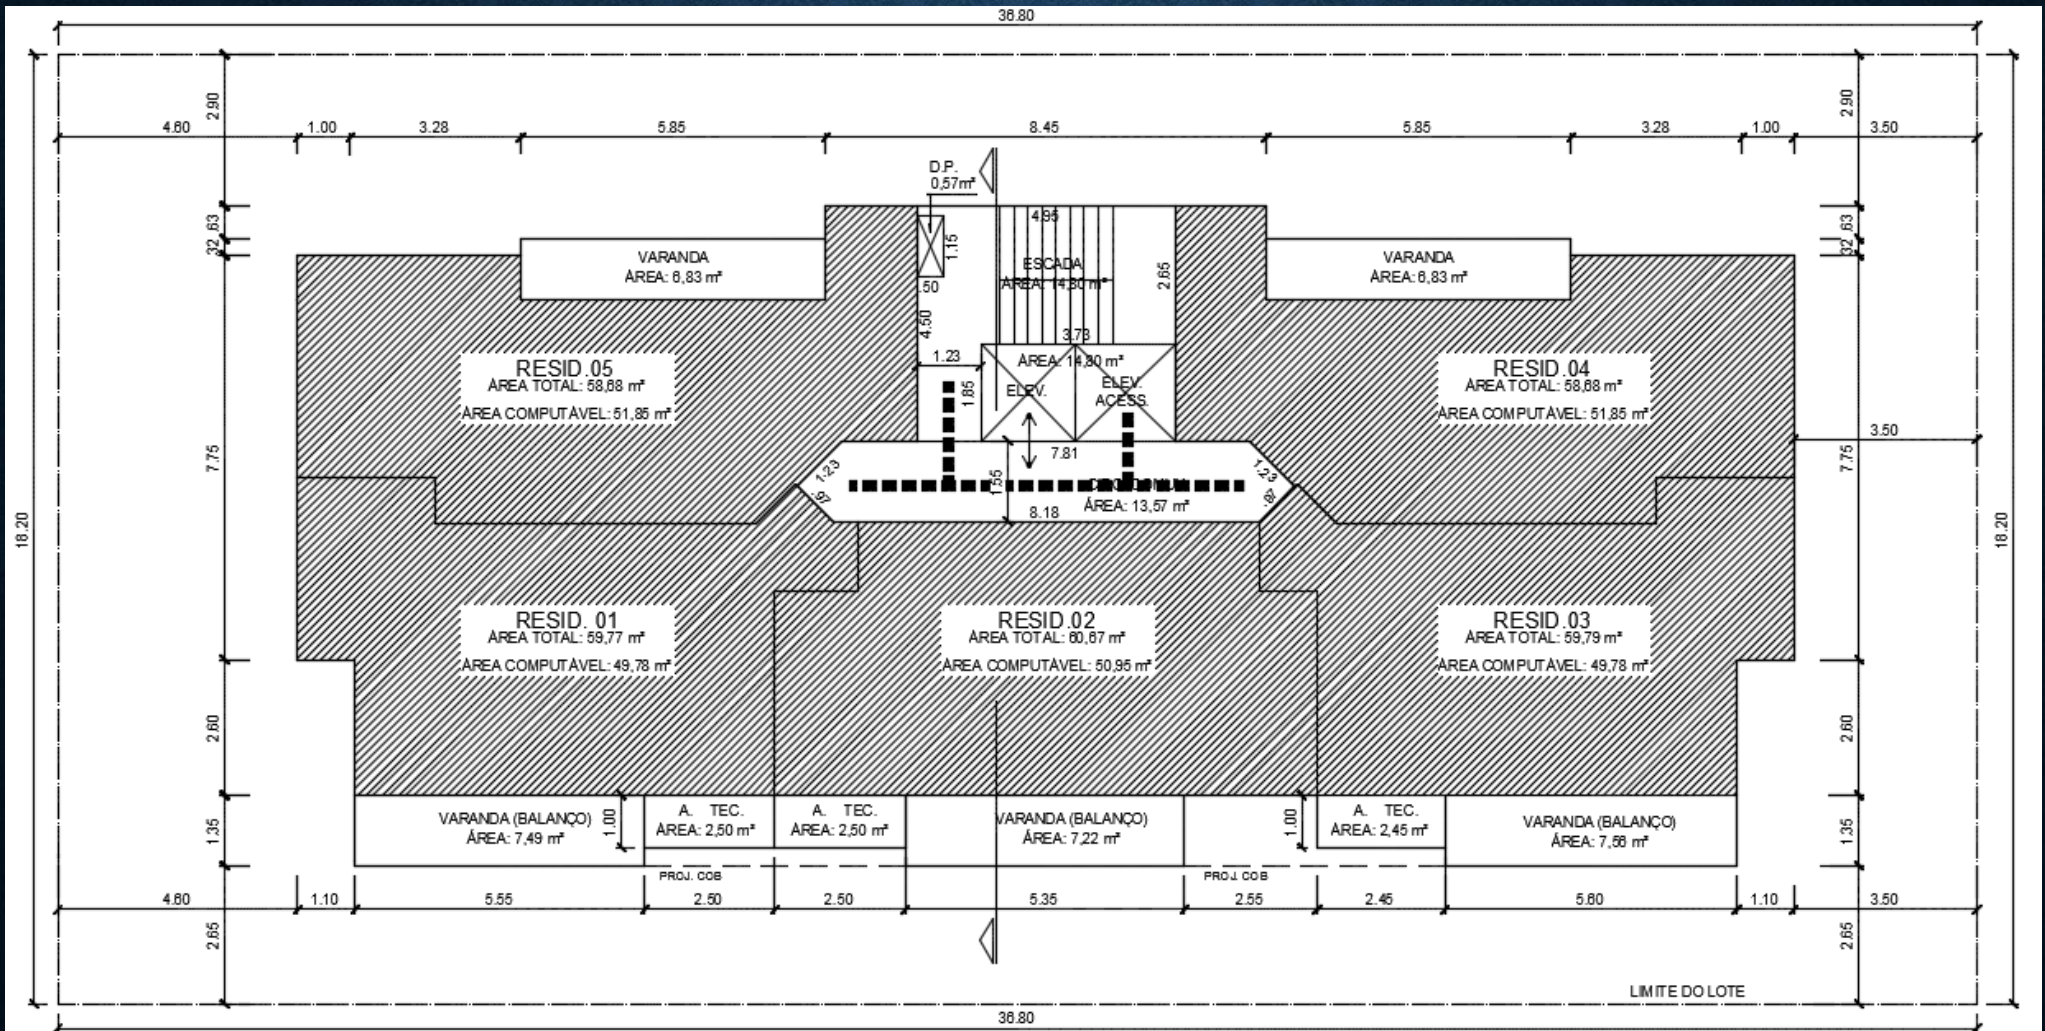 36.80
2.90
2.90
4.60
1.00
3.28
5.85
8.45
5.85
3.28
1.00
3.50
D.P.
0,57m²
.63
.32
4.95
1.15
.63
.32
VARANDA
ÁREA: 6,83 m²
ESCADA
ÁREA: 14,80 m²
2.65
VARANDA
ÁREA: 6,83 m²
.50
4.50
3.73
1.23
ÁREA: 14,80 m²
RESID.05
ÁREA TOTAL: 58,68 m²
ÁREA COMPUTÁVEL: 51,85 m²
1.85
ELEV.
ELEV.
ACESS.
RESID.04
ÁREA TOTAL: 58,68 m²
ÁREA COMPUTÁVEL: 51,85 m²
3.50
7.75
7.81
7.75
1.23
1.55
1.23
.97
ÁREA: 13,57 m²
.97
8.18
18.20
18.20
RESID. 01
ÁREA TOTAL: 59,77 m²
ÁREA COMPUTÁVEL: 49,78 m²
RESID.02
ÁREA TOTAL: 60,67 m²
ÁREA COMPUTÁVEL: 50,95 m²
RESID.03
ÁREA TOTAL: 59,79 m²
ÁREA COMPUTÁVEL: 49,78 m²
2.60
2.60
1.35
VARANDA (BALANÇO)
ÁREA: 7,49 m²
1.00
A. TEC.
ÁREA: 2,50 m²
A. TEC.
ÁREA: 2,50 m²
VARANDA (BALANÇO)
ÁREA: 7,22 m²
1.00
A. TEC.
ÁREA: 2,45 m²
VARANDA (BALANÇO)
ÁREA: 7,56 m²
1.35
PROJ. COB
PROJ. COB
4.60
1.10
5.55
2.50
2.50
5.35
2.55
2.45
5.60
1.10
3.50
2.65
2.65
LIMITE DO LOTE
36.80